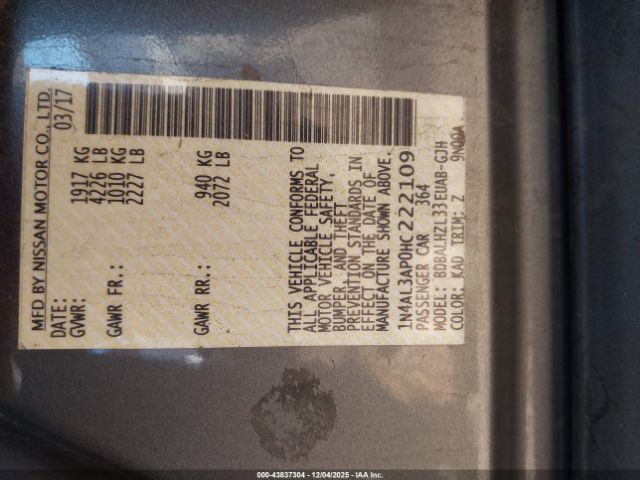 MFD BY NISSAN MOTOR CO., LTD.
DATE: 03/17
GVWR: 1917 KG
4226 LB
GAWR FR.: 1010 KG
2227 LB
GAWR RR.: 940 KG
2072 LB
THIS VEHICLE CONFORMS TO
ALL APPLICABLE FEDERAL
MOTOR VEHICLE SAFETY,
BUMPER, AND THEFT
PREVENTION STANDARDS IN
EFFECT ON THE DATE OF
MANUFACTURE SHOWN ABOVE.
1N4AL3AP0HC222109
PASSENGER CAR 364
MODEL: BDBALHZL33EUAB-GJH
COLOR: KAD TRIM: Z 9N00A
000-43837304 | 12/04/2025 | IAA Inc.